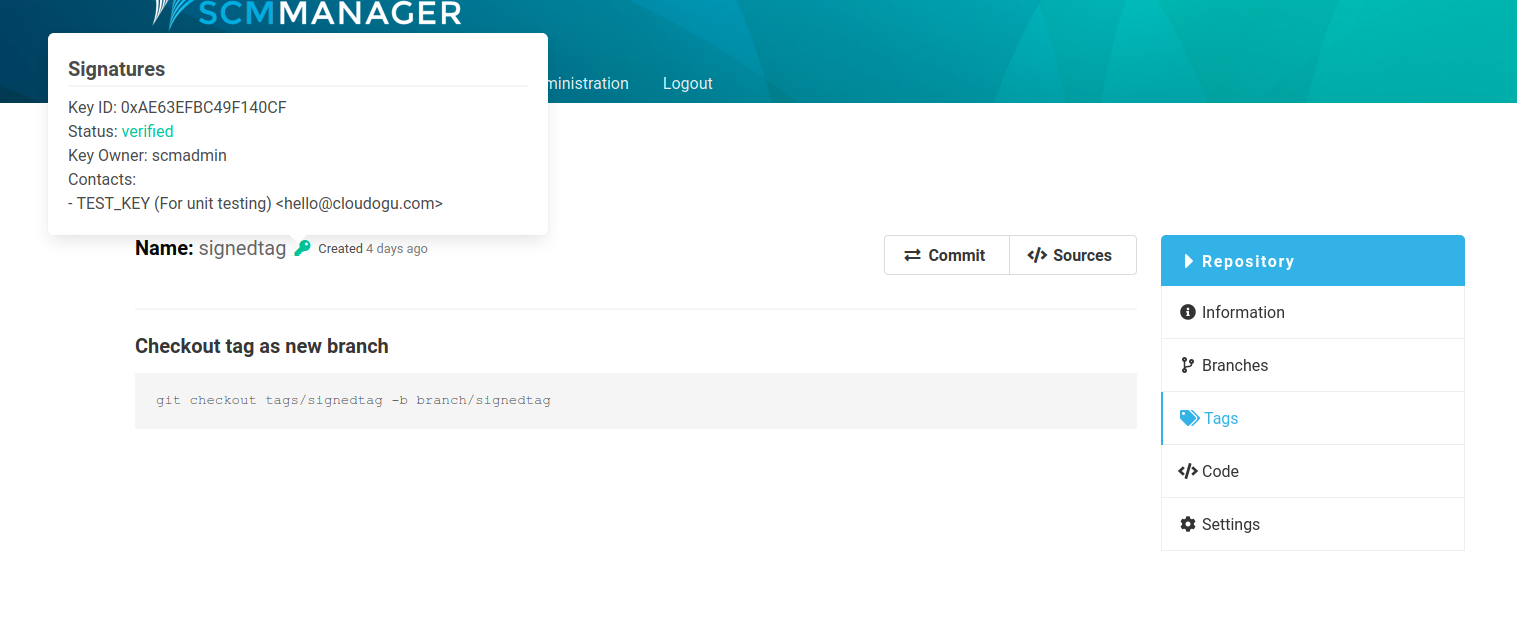 SCMMANAGER
Signatures
Key ID: 0xAE63EFBC49F140CF
Status: verified
Key Owner: scmadmin
Contacts:
- TEST_KEY (For unit testing) <hello@cloudogu.com>
ministration
Logout
Name: signedtag Created 4 days ago
Commit
Sources
Checkout tag as new branch
git checkout tags/signedtag -b branch/signedtag
Repository
Information
Branches
Tags
Code
Settings